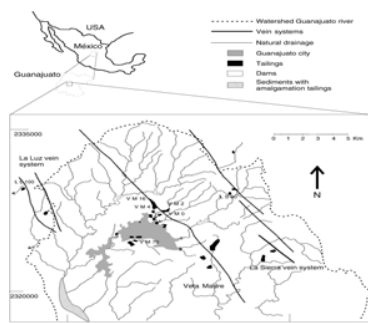 USA
México
Guanajuato
Watershed Guanajuato river
Vein systems
Natural drainage
Guanajuato city
Tailings
Dams
Sediments with
amalgamation tailings
2335000
0 1 2 3 4 5 Km.
La Luz vein
system
N
La Sierra vein system
Veta Madre
2320000